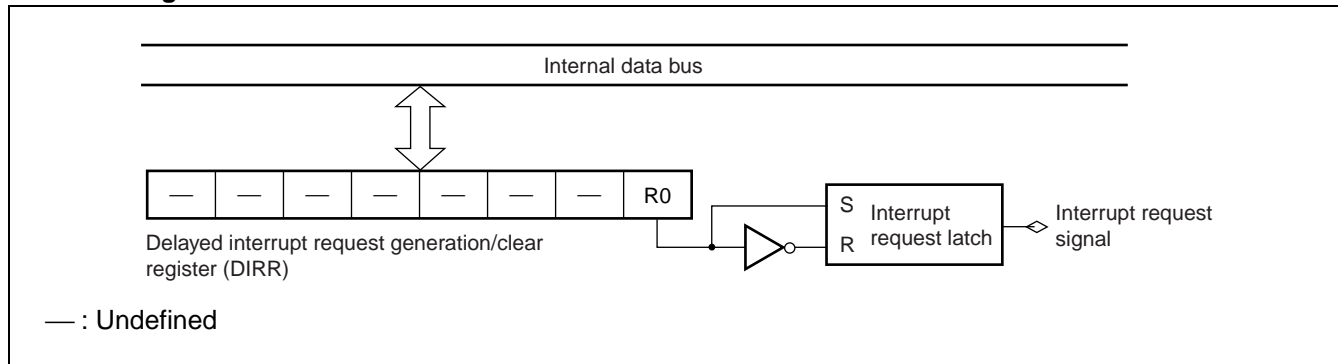 Internal data bus
— — — — — — — R0
Delayed interrupt request generation/clear
register (DIRR)
S
R
Interrupt
request latch
Interrupt request
signal
— : Undefined